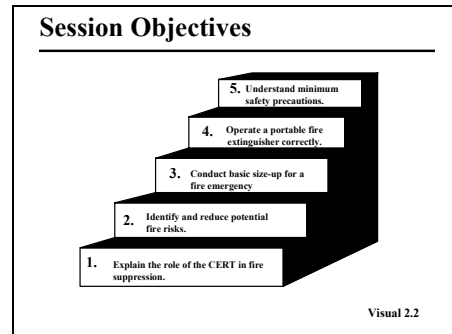 Session Objectives
5. Understand minimum
safety precautions.
4. Operate a portable fire
extinguisher correctly.
3. Conduct basic size-up for a
fire emergency
2. Identify and reduce potential
fire risks.
1. Explain the role of the CERT in fire
suppression.
Visual 2.2